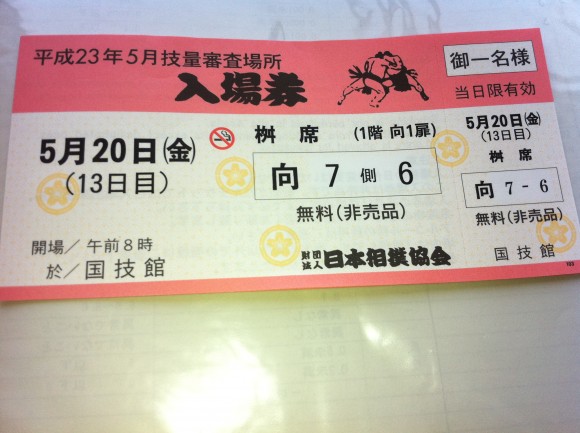 平成23年5月技量審査場所
入場券
御一名様
当日限有効
5月20日㈮
(13日目)
桝席 (1階 向1扉)
向 7 側 6
無料(非売品)
開場/午前8時
於/国技館
財団法人 日本相撲協会
5月20日㈮
(13日目)
桝席
向 7-6
無料(非売品)
国技館